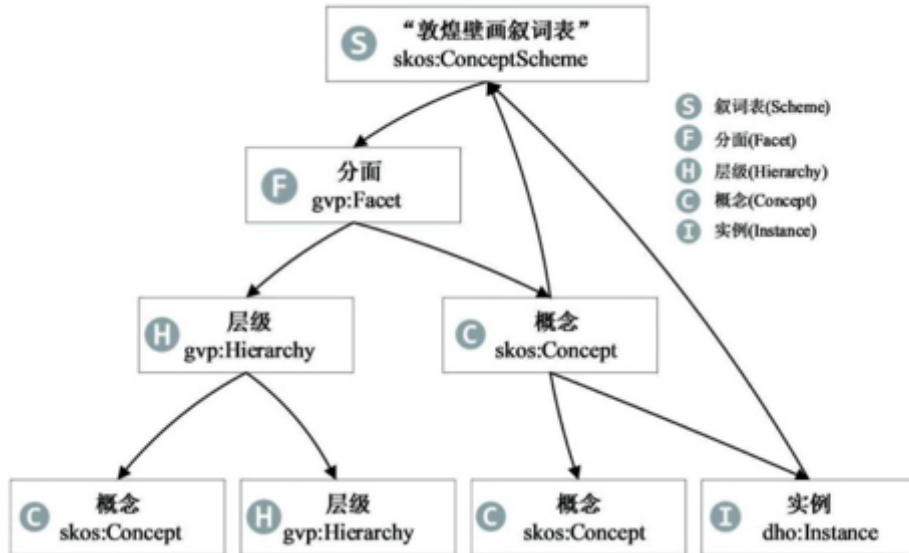 S
“敦煌壁画叙词表”
skos:ConceptScheme
S 叙词表(Scheme)
F 分面(Facet)
H 层级(Hierarchy)
C 概念(Concept)
I 实例(Instance)
F
分面
gvp:Facet
H
层级
gvp:Hierarchy
C
概念
skos:Concept
C
概念
skos:Concept
H
层级
gvp:Hierarchy
C
概念
skos:Concept
I
实例
dho:Instance